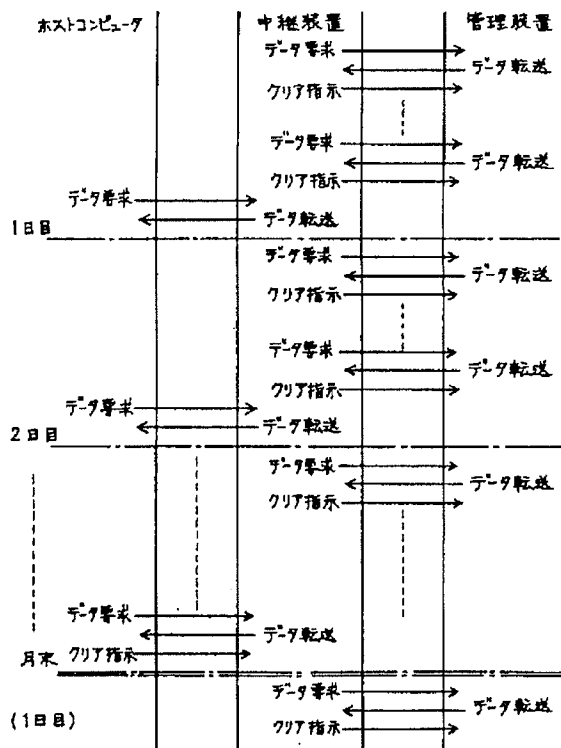 ホストコンピュータ 中継装置 管理装置
データ要求
データ転送
クリア指示
データ要求
データ転送
クリア指示
データ要求
データ転送
1日目
データ要求
データ転送
クリア指示
データ要求
データ転送
クリア指示
データ要求
データ転送
2日目
データ要求
データ転送
クリア指示
データ要求
データ転送
月末 クリア指示
データ要求
データ転送
(1日目)
クリア指示